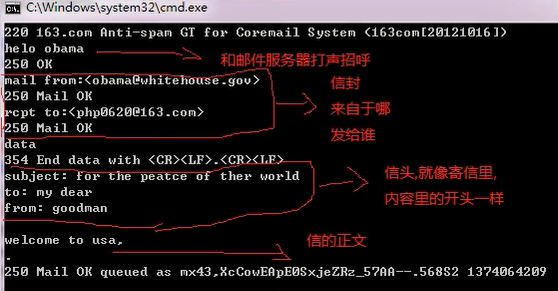 C:\Windows\system32\cmd.exe
220 163.com Anti-spam GT for Coremail System (163com[20121016])
helo obama
和邮件服务器打声招呼
250 OK
mail from:<obama@whitehouse.gov>
信封
250 Mail OK
来自于哪
rcpt to:<php0620@163.com>
发给谁
250 Mail OK
data
354 End data with <CR><LF>.<CR><LF>
subject: for the peatce of ther world
信头,就像寄信里,
to: my dear
内容里的开头一样
from: goodman
welcome to usa,
信的正文
.
250 Mail OK queued as mx43,XcCowEApE0SxjeZRz_57AA--.568S2 1374064209